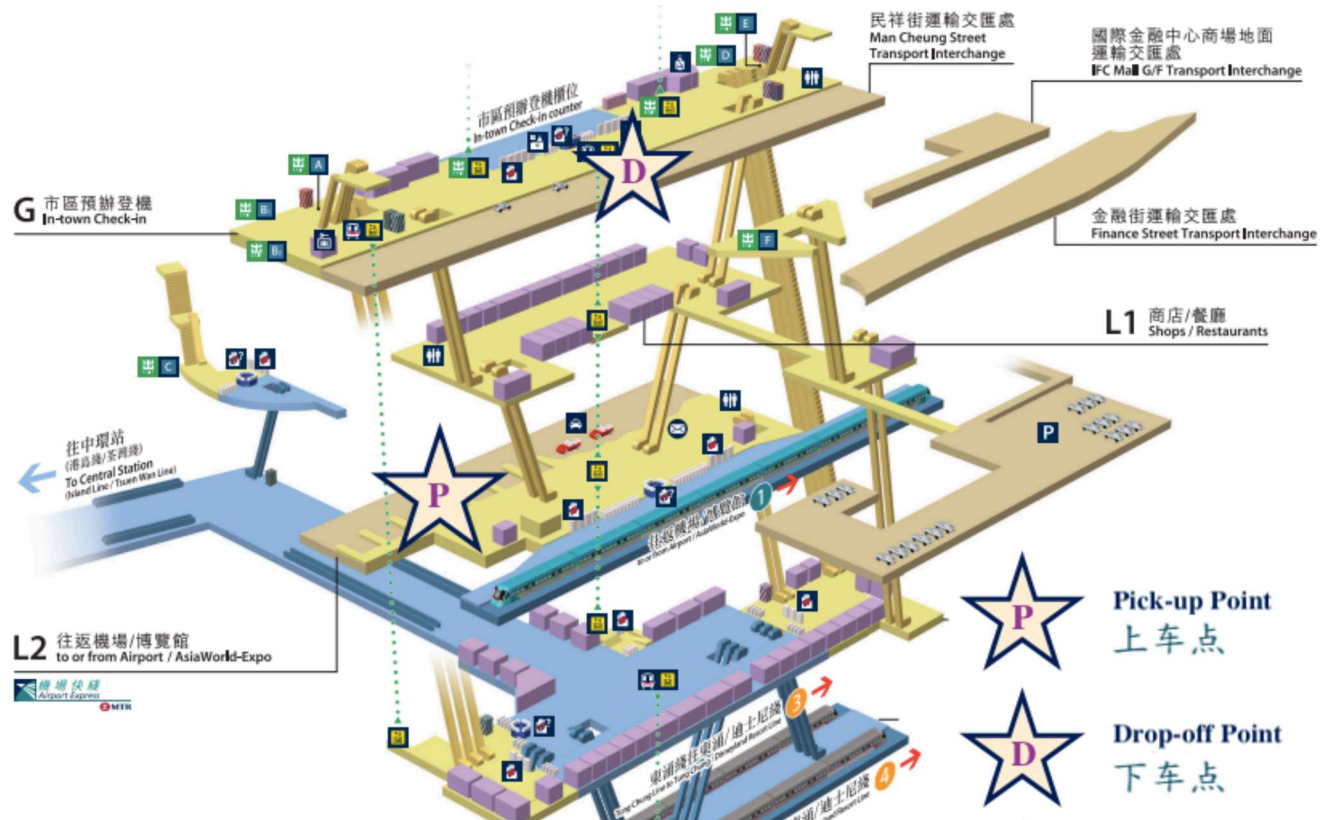 E
D
民祥街運輸交匯處
Man Cheung Street
Transport Interchange
國際金融中心商場地面
運輸交匯處
IFC Mall G/F Transport Interchange
市區預辦登機櫃位
In-town Check-in counter
D
A
G 市區預辦登機
In-town Check-in
B
B
F
金融街運輸交匯處
Finance Street Transport Interchange
L1 商店/餐廳
Shops / Restaurants
C
P
往中環站
(港島綫/荃灣綫)
To Central Station
(Island Line / Tsuen Wan Line)
P
往返機場/博覽館 1
to or from Airport / AsiaWorld-Expo
L2 往返機場/博覽館
to or from Airport / AsiaWorld-Expo
機場快綫
Airport Express
MTR
P
Pick-up Point
上车点
東涌綫往東涌/迪士尼綫 3
Tung Chung Line to Tung Chung / Disneyland Resort Line
4
D
Drop-off Point
下车点